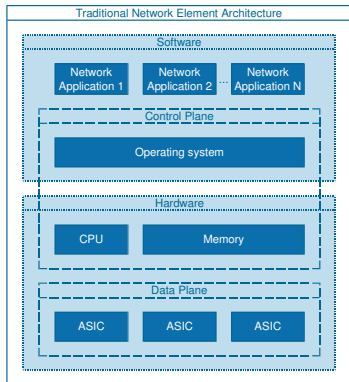 Traditional Network Element Architecture
Software
Network Application 1
Network Application 2
...
Network Application N
Control Plane
Operating system
Hardware
CPU
Memory
Data Plane
ASIC
ASIC
ASIC